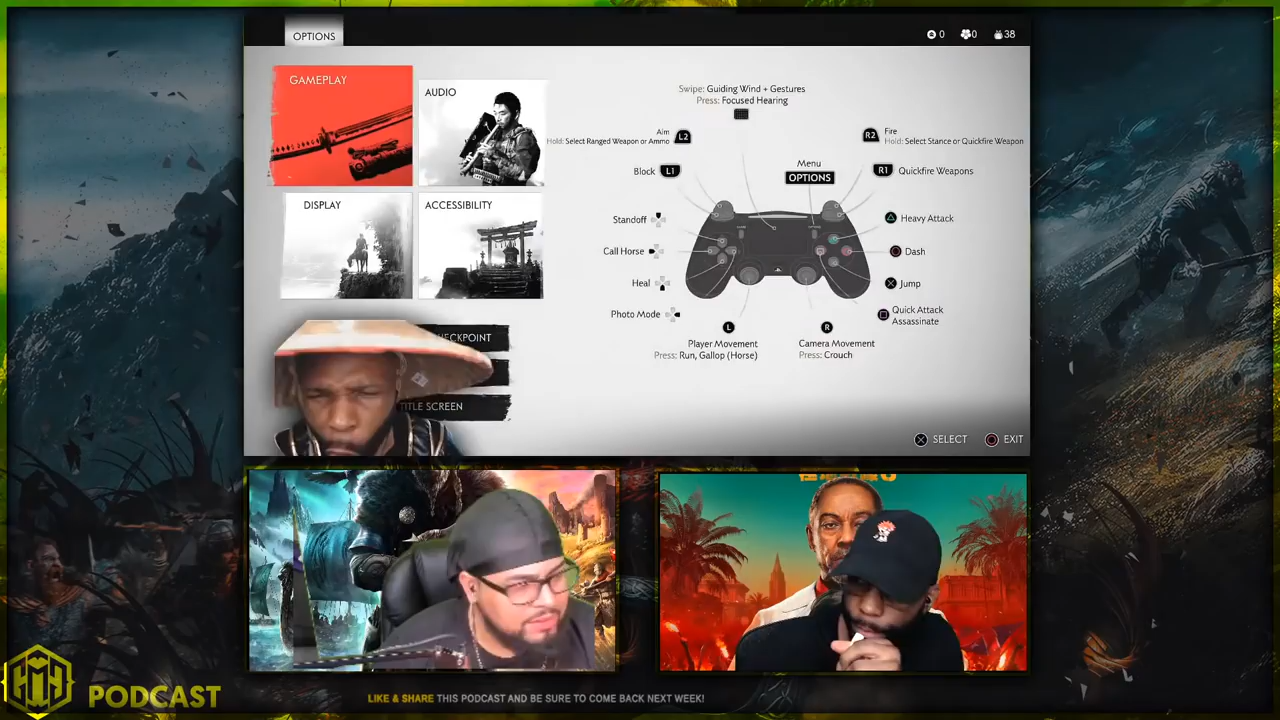 OPTIONS
0 0 38
GAMEPLAY
AUDIO
DISPLAY
ACCESSIBILITY
TITLE SCREEN
Swipe: Guiding Wind + Gestures
Press: Focused Hearing
Aim
Hold: Select Ranged Weapon or Ammo
L2
Block L1
Standoff
Call Horse
Heal
Photo Mode
Menu
OPTIONS
R2 Fire
Hold: Select Stance or Quickfire Weapon
R1 Quickfire Weapons
Heavy Attack
Dash
Jump
Quick Attack
Assassinate
L
Player Movement
Press: Run, Gallop (Horse)
R
Camera Movement
Press: Crouch
SELECT EXIT
PODCAST
LIKE & SHARE THIS PODCAST AND BE SURE TO COME BACK NEXT WEEK!